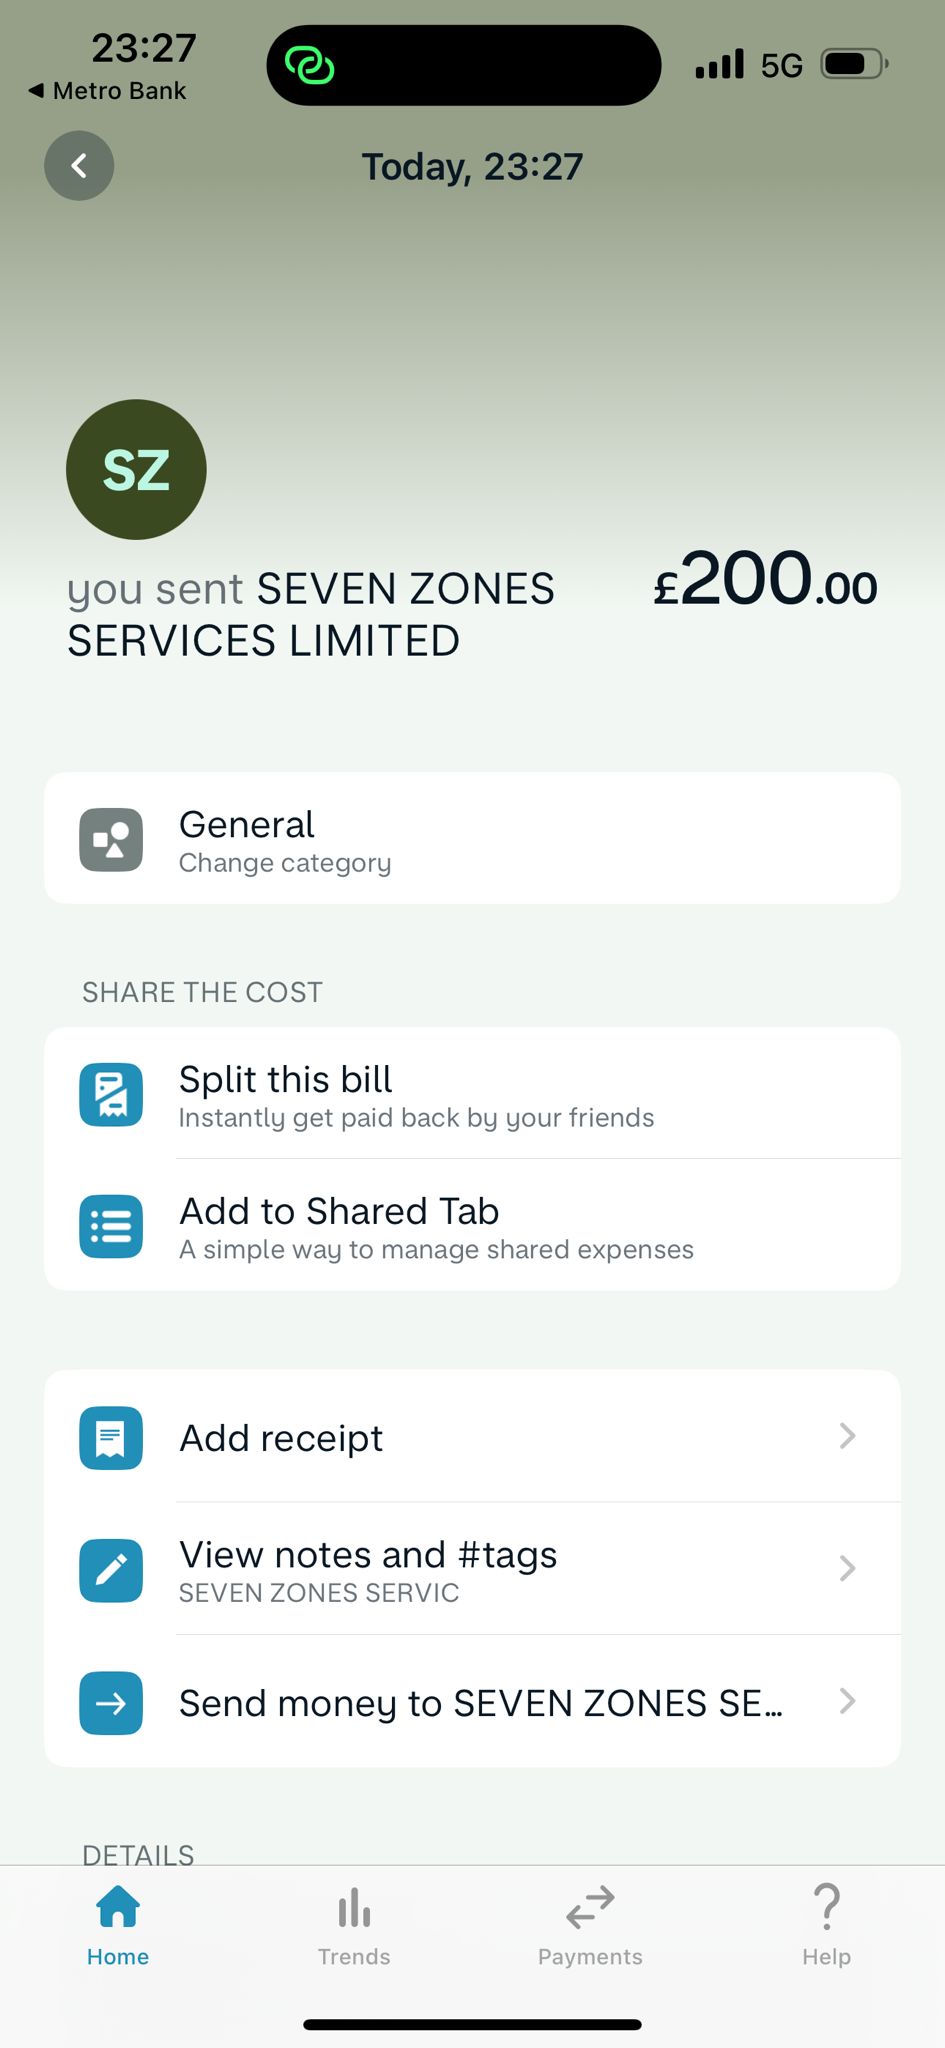 23:27
5G
◀ Metro Bank
Today, 23:27
SZ
you sent SEVEN ZONES
SERVICES LIMITED
£200.00
General
Change category
SHARE THE COST
Split this bill
Instantly get paid back by your friends
Add to Shared Tab
A simple way to manage shared expenses
Add receipt
View notes and #tags
SEVEN ZONES SERVIC
Send money to SEVEN ZONES SE...
DETAILS
Home
Trends
Payments
Help